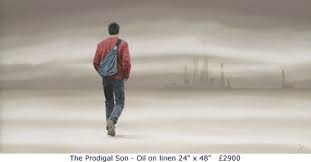 The Prodigal Son - Oil on linen 24" x 48" £2900